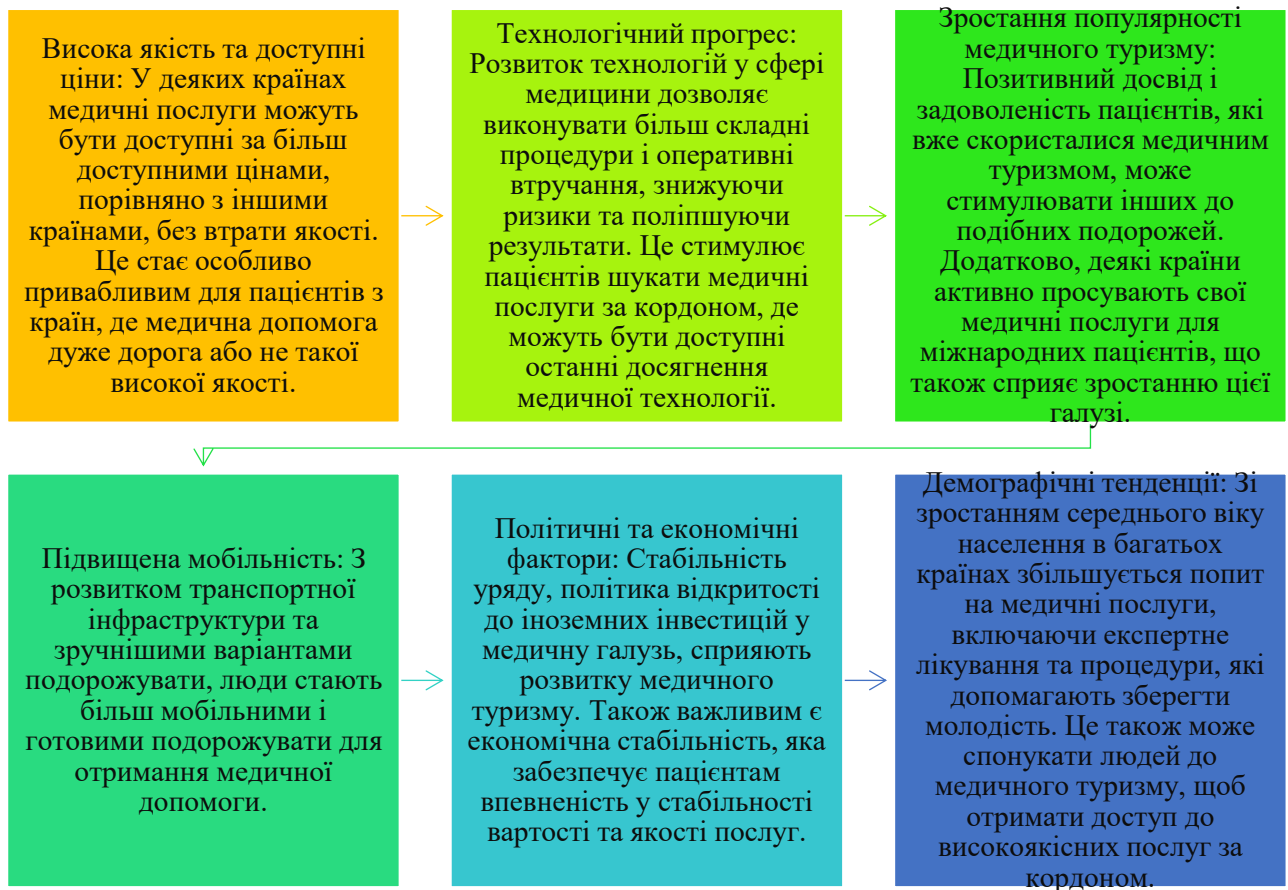 Висока якість та доступні
ціни: У деяких країнах
медичні послуги можуть
бути доступні за більш
доступними цінами,
порівняно з іншими
країнами, без втрати якості.
Це стає особливо
привабливим для пацієнтів з
країн, де медична допомога
дуже дорога або не такої
високої якості.
Технологічний прогрес:
Розвиток технологій у сфері
медицини дозволяє
виконувати більш складні
процедури і оперативні
втручання, знижуючи
ризики та поліпшуючи
результати. Це стимулює
пацієнтів шукати медичні
послуги за кордоном, де
можуть бути доступні
останні досягнення
медичної технології.
Зростання популярності
медичного туризму:
Позитивний досвід і
задоволеність пацієнтів, які
вже скористалися медичним
туризмом, може
стимулювати інших до
подібних подорожей.
Додатково, деякі країни
активно просувають свої
медичні послуги для
міжнародних пацієнтів, що
також сприяє зростанню цієї
галузі.
Підвищена мобільність: З
розвитком транспортної
інфраструктури та
зручнішими варіантами
подорожувати, люди стають
більш мобільними і
готовими подорожувати для
отримання медичної
допомоги.
Політичні та економічні
фактори: Стабільність
уряду, політика відкритості
до іноземних інвестицій у
медичну галузь, сприяють
розвитку медичного
туризму. Також важливим є
економічна стабільність, яка
забезпечує пацієнтам
впевненість у стабільності
вартості та якості послуг.
Демографічні тенденції: Зі
зростанням середнього віку
населення в багатьох
країнах збільшується попит
на медичні послуги,
включаючи експертне
лікування та процедури, які
допомагають зберегти
молодість. Це також може
спонукати людей до
медичного туризму, щоб
отримати доступ до
високоякісних послуг за
кордоном.